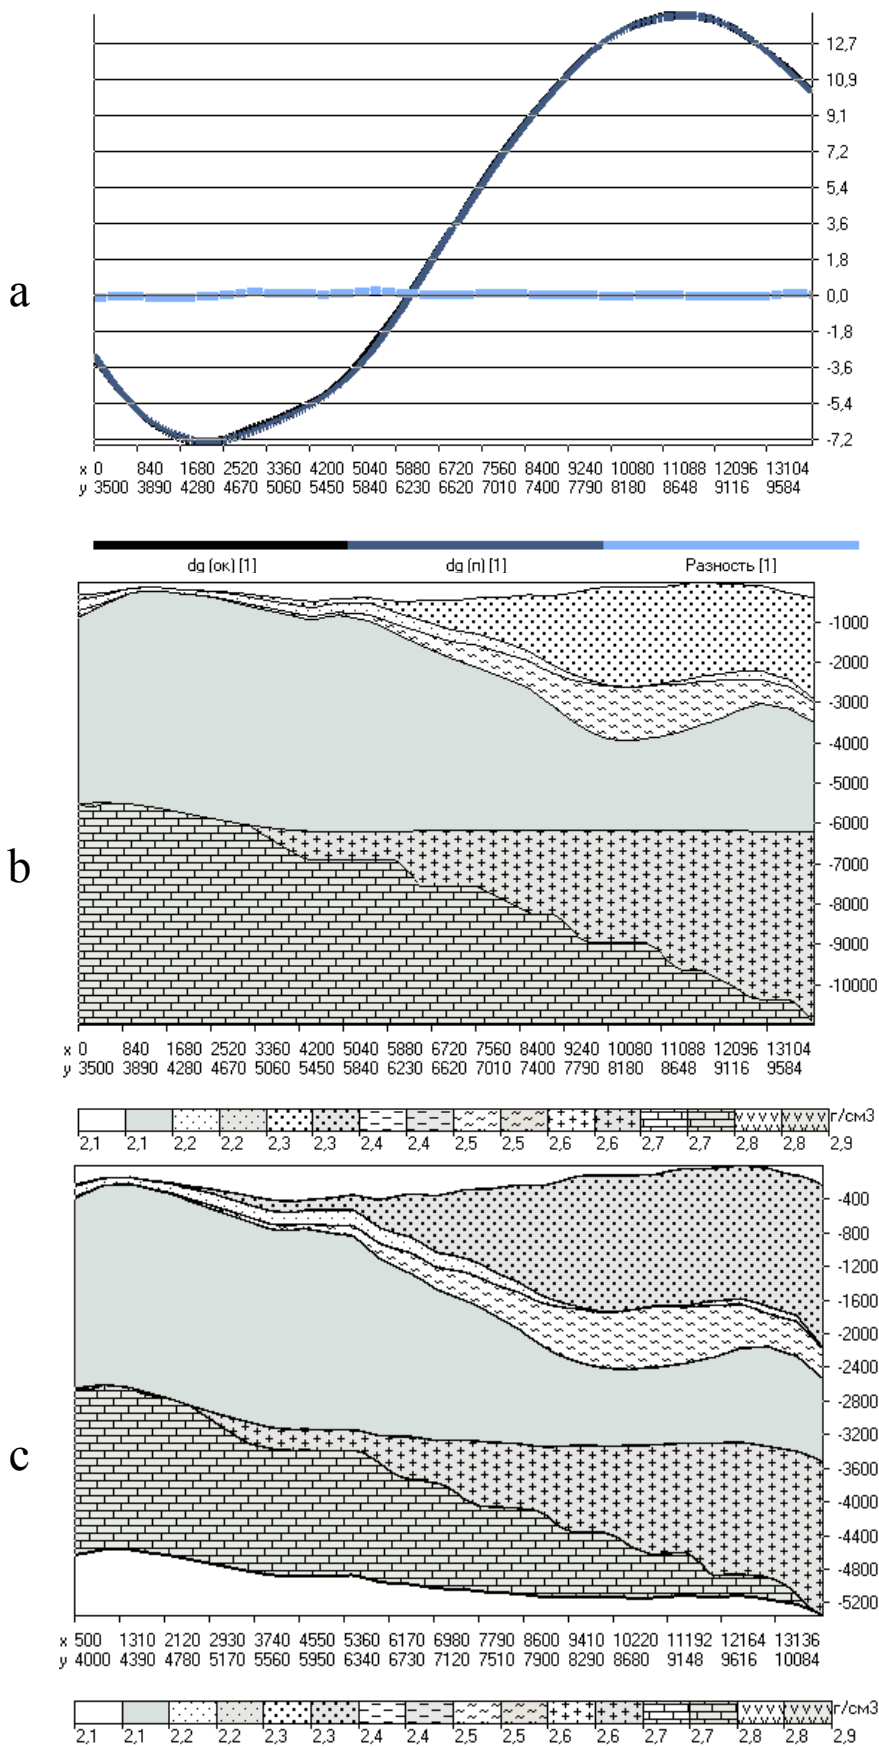 12,7
10,9
9,1
7,2
5,4
3,6
1,8
a
0,0
-1,8
-3,6
-5,4
-7,2
x 0 840 1680 2520 3360 4200 5040 5880 6720 7560 8400 9240 10080 11088 12096 13104
y 3500 3890 4280 4670 5060 5450 5840 6230 6620 7010 7400 7790 8180 8648 9116 9584
dg (ок) [1] dg (п) [1] Разность [1]
-1000
-2000
-3000
-4000
-5000
-6000
b
-7000
-8000
-9000
-10000
x 0 840 1680 2520 3360 4200 5040 5880 6720 7560 8400 9240 10080 11088 12096 13104
y 3500 3890 4280 4670 5060 5450 5840 6230 6620 7010 7400 7790 8180 8648 9116 9584
г/см3
2,1 2,1 2,2 2,2 2,3 2,3 2,4 2,4 2,5 2,5 2,6 2,6 2,7 2,7 2,8 2,8 2,9
-400
-800
-1200
-1600
-2000
-2400
-2800
-3200
c
-3600
-4000
-4400
-4800
-5200
x 500 1310 2120 2930 3740 4550 5360 6170 6980 7790 8600 9410 10220 11192 12164 13136
y 4000 4390 4780 5170 5560 5950 6340 6730 7120 7510 7900 8290 8680 9148 9616 10084
г/см3
2,1 2,1 2,2 2,2 2,3 2,3 2,4 2,4 2,5 2,5 2,6 2,6 2,7 2,7 2,8 2,8 2,9